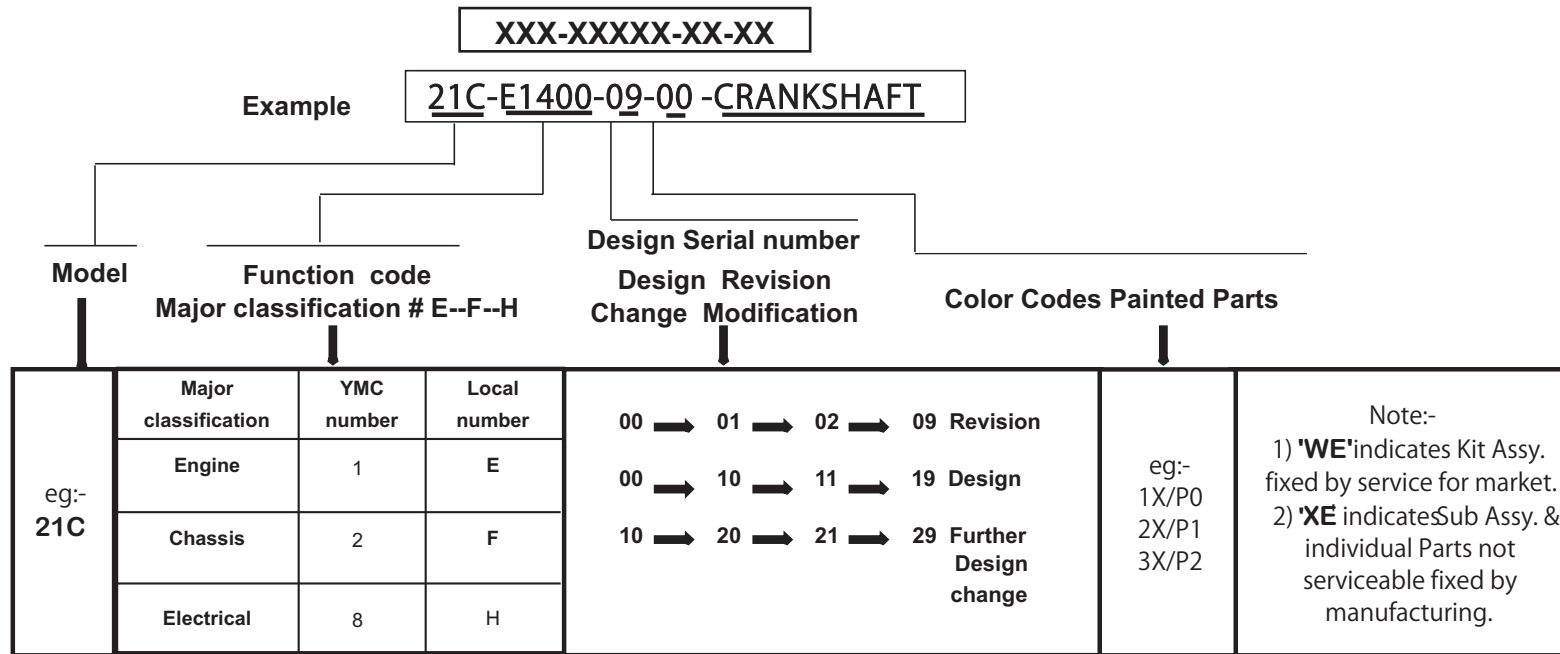 XXX-XXXXX-XX-XX
Example
21C-E1400-09-00 -CRANKSHAFT
Model
Function code
Major classification # E--F--H
Design Serial number
Design Revision
Change Modification
Color Codes Painted Parts
eg:-
21C
Major classification YMC number Local number
Engine 1 E
Chassis 2 F
Electrical 8 H
00 01 02 09 Revision
00 10 11 19 Design
10 20 21 29 Further
Design
change
eg:-
1X/P0
2X/P1
3X/P2
Note:-
1) 'WE'indicates Kit Assy.
fixed by service for market.
2) 'XE' indicatesSub Assy. &
individual Parts not
serviceable fixed by
manufacturing.